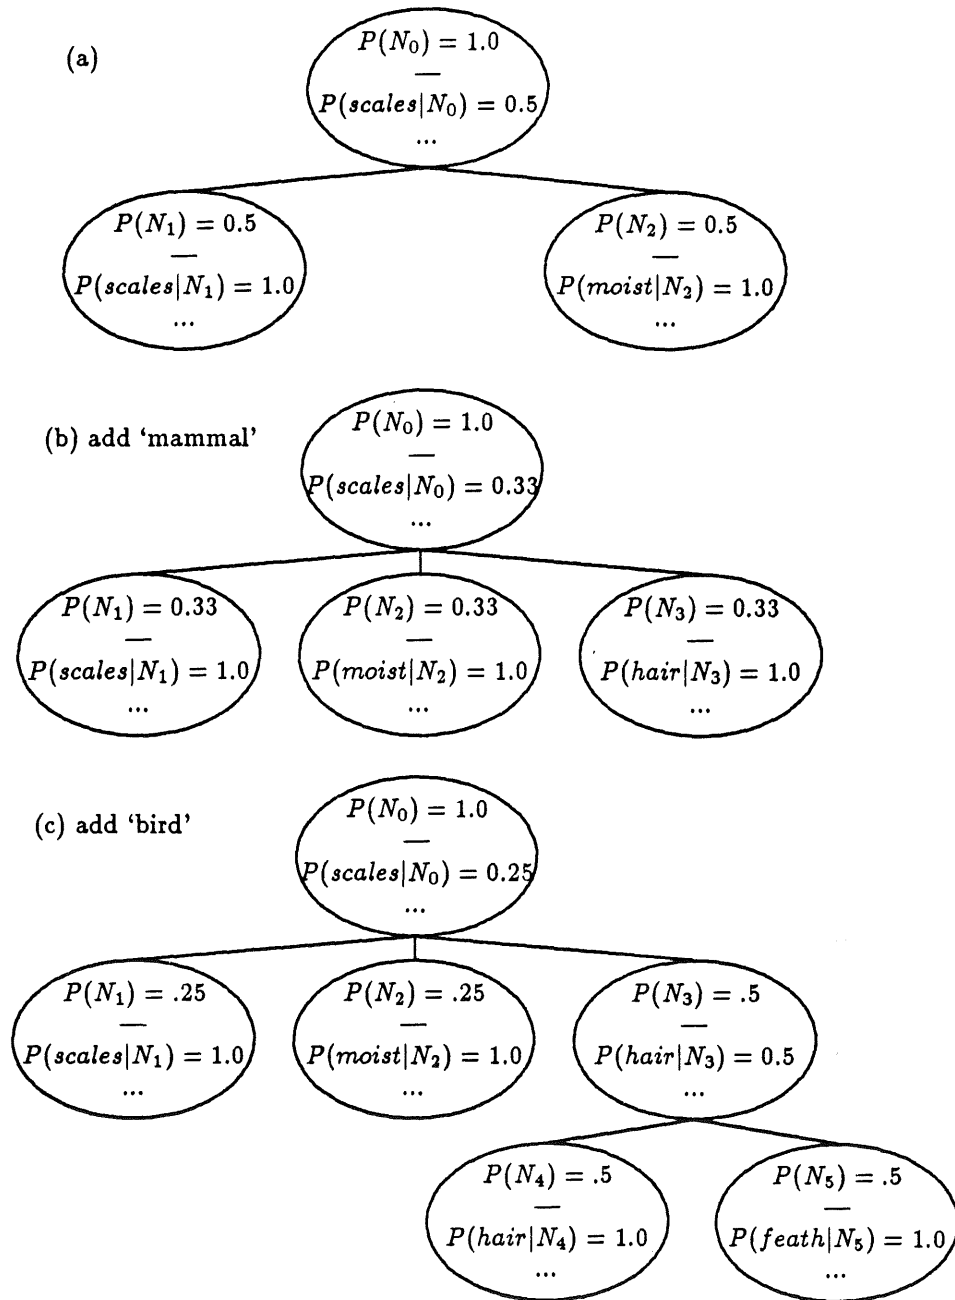 (a)
P(N₀) = 1.0
—
P(scales|N₀) = 0.5
...
P(N₁) = 0.5
—
P(scales|N₁) = 1.0
...
P(N₂) = 0.5
—
P(moist|N₂) = 1.0
...
(b) add ‘mammal’
P(N₀) = 1.0
—
P(scales|N₀) = 0.33
...
P(N₁) = 0.33
—
P(scales|N₁) = 1.0
...
P(N₂) = 0.33
—
P(moist|N₂) = 1.0
...
P(N₃) = 0.33
—
P(hair|N₃) = 1.0
...
(c) add ‘bird’
P(N₀) = 1.0
—
P(scales|N₀) = 0.25
...
P(N₁) = .25
—
P(scales|N₁) = 1.0
...
P(N₂) = .25
—
P(moist|N₂) = 1.0
...
P(N₃) = .5
—
P(hair|N₃) = 0.5
...
P(N₄) = .5
—
P(hair|N₄) = 1.0
...
P(N₅) = .5
—
P(feath|N₅) = 1.0
...